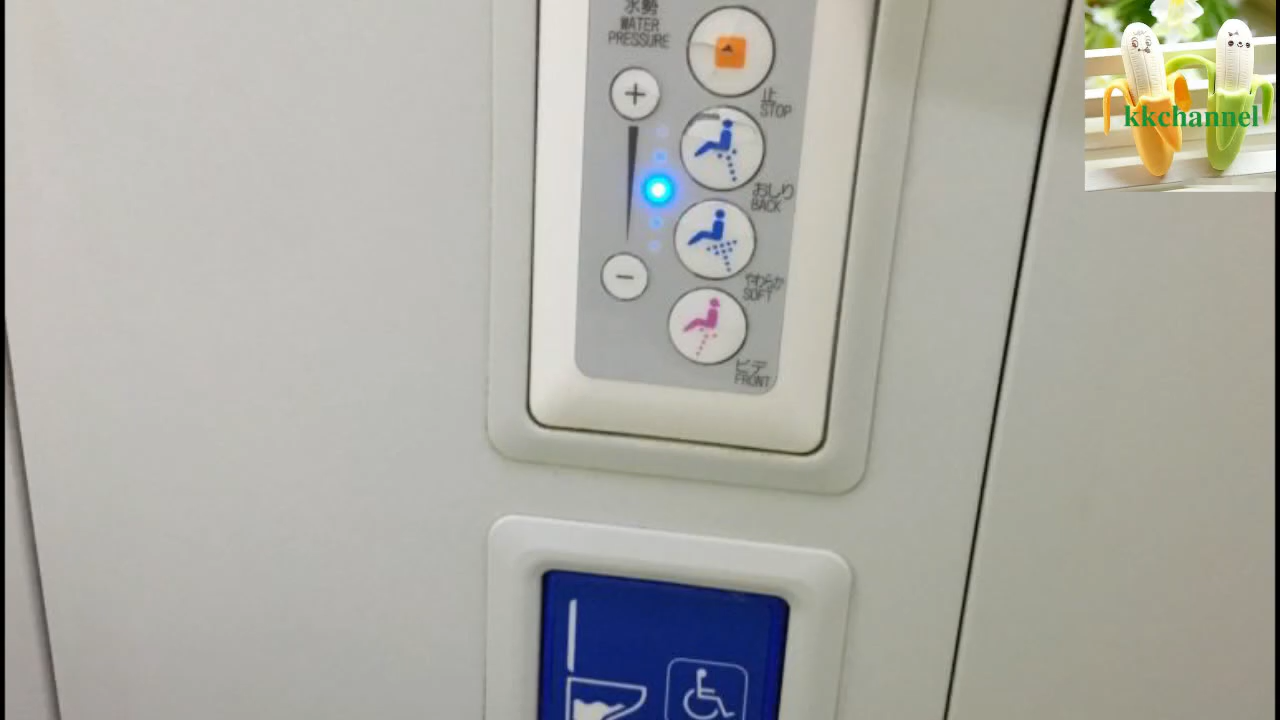 水勢
WATER
PRESSURE
+
止
STOP
おしり
BACK
−
やわらか
SOFT
ビデ
FRONT
kkchannel